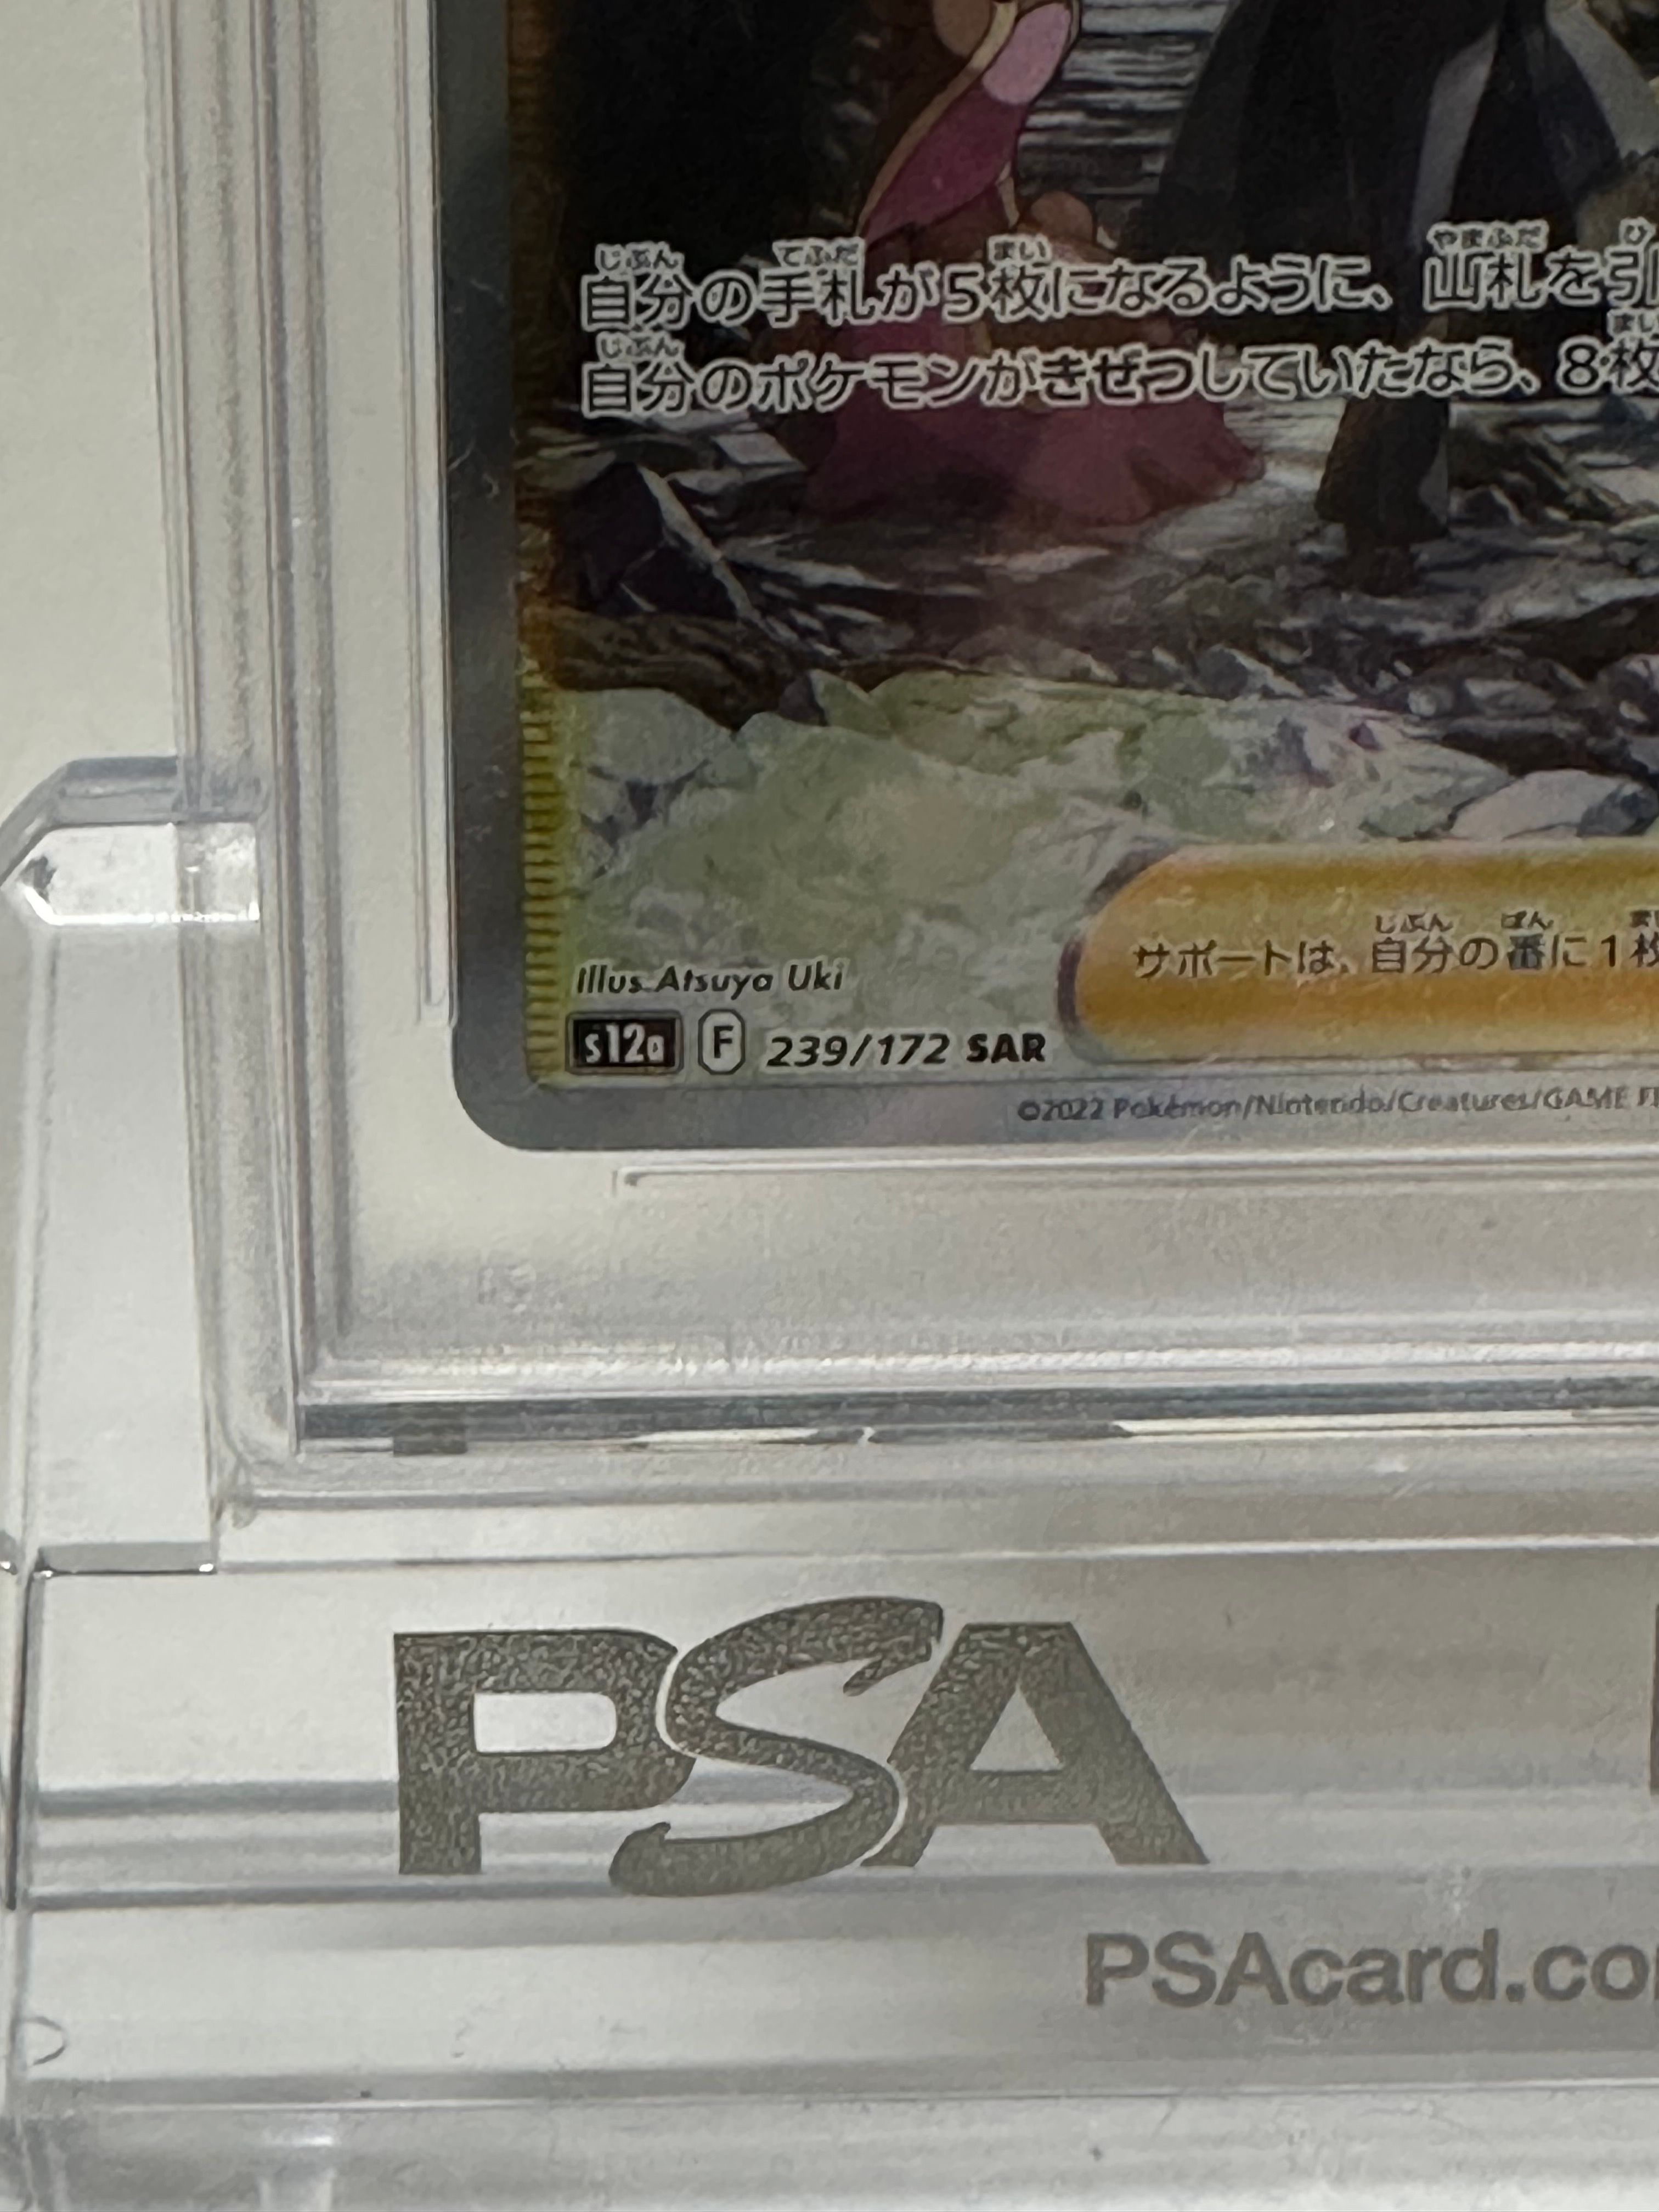 自分の手札が5枚になるように、山札を引
自分のポケモンがきぜつしていたなら、8枚
サポートは、自分の番に1枚
Illus. Atsuya Uki
s12a F 239/172 SAR
©2022 Pokémon/Nintendo/Creatures/GAME
PSA
PSAcard.co